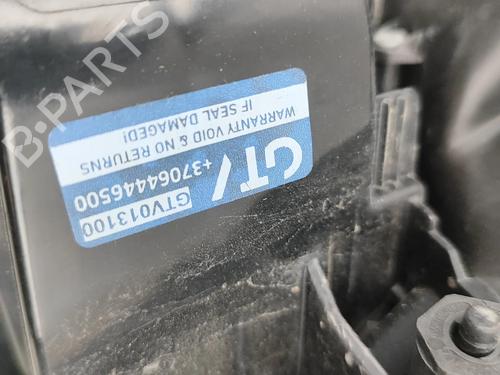 B-PARTS
GTV013100
+37064446500
GTV
WARRANTY VOID & NO RETURNS
IF SEAL DAMAGED!